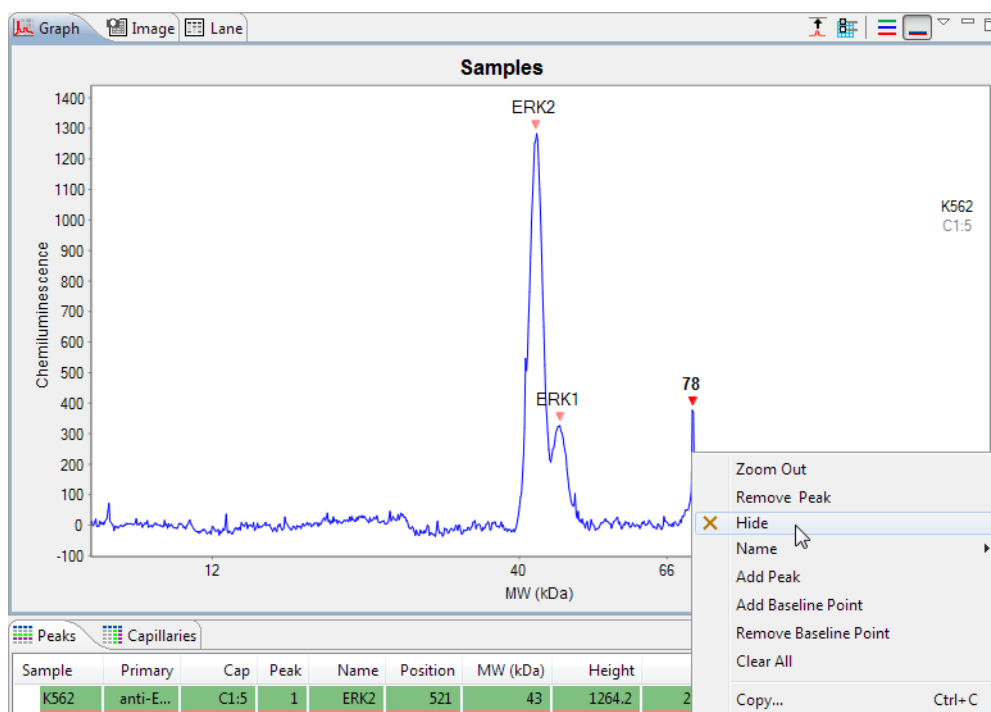 Graph Image Lane
Samples
1400
1300
1200
1100
1000
900
800
700
600
500
400
300
200
100
0
-100
Chemiluminescence
ERK2
ERK1
78
K562
C1:5
12 40 66
MW (kDa)
Zoom Out
Remove Peak
Hide
Name
Add Peak
Add Baseline Point
Remove Baseline Point
Clear All
Copy... Ctrl+C
Peaks Capillaries
Sample Primary Cap Peak Name Position MW (kDa) Height
K562 anti-E... C1:5 1 ERK2 521 43 1264.2 2